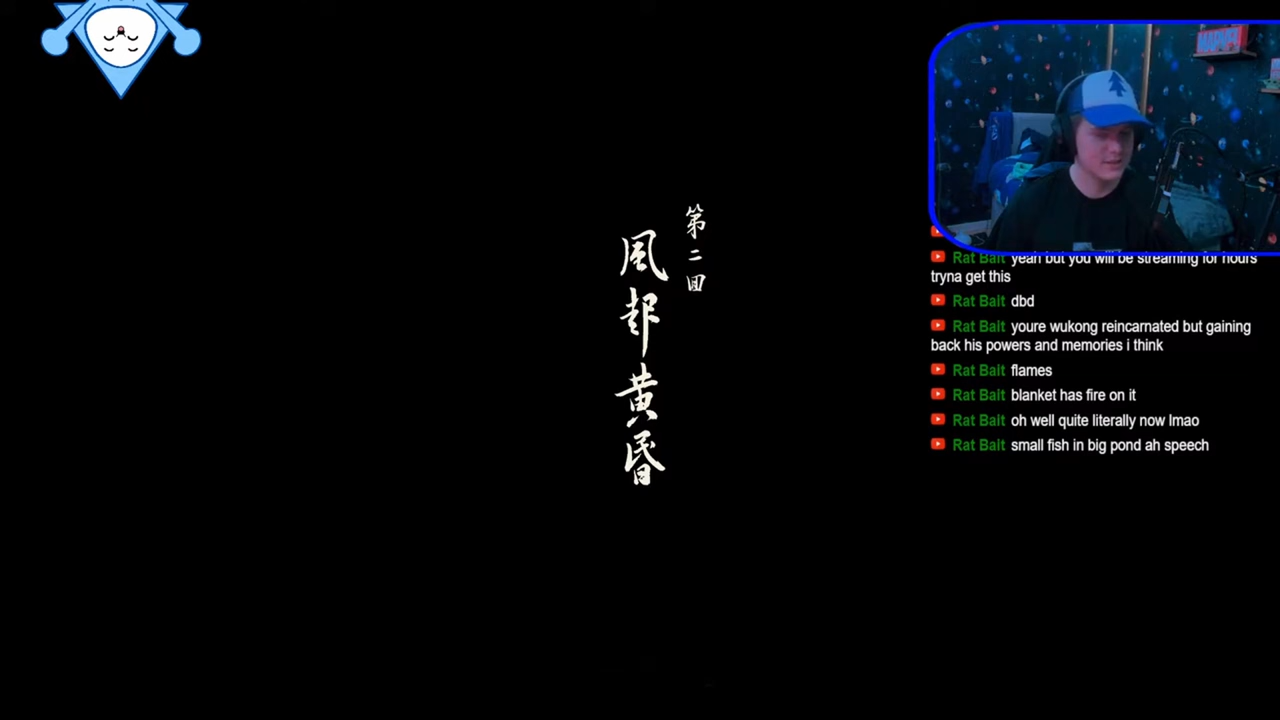 第二回
風起黄昏
MARVEL
Rat Bait yeah but you will be streaming for hours
tryna get this
Rat Bait dbd
Rat Bait youre wukong reincarnated but gaining
back his powers and memories i think
Rat Bait flames
Rat Bait blanket has fire on it
Rat Bait oh well quite literally now lmao
Rat Bait small fish in big pond ah speech